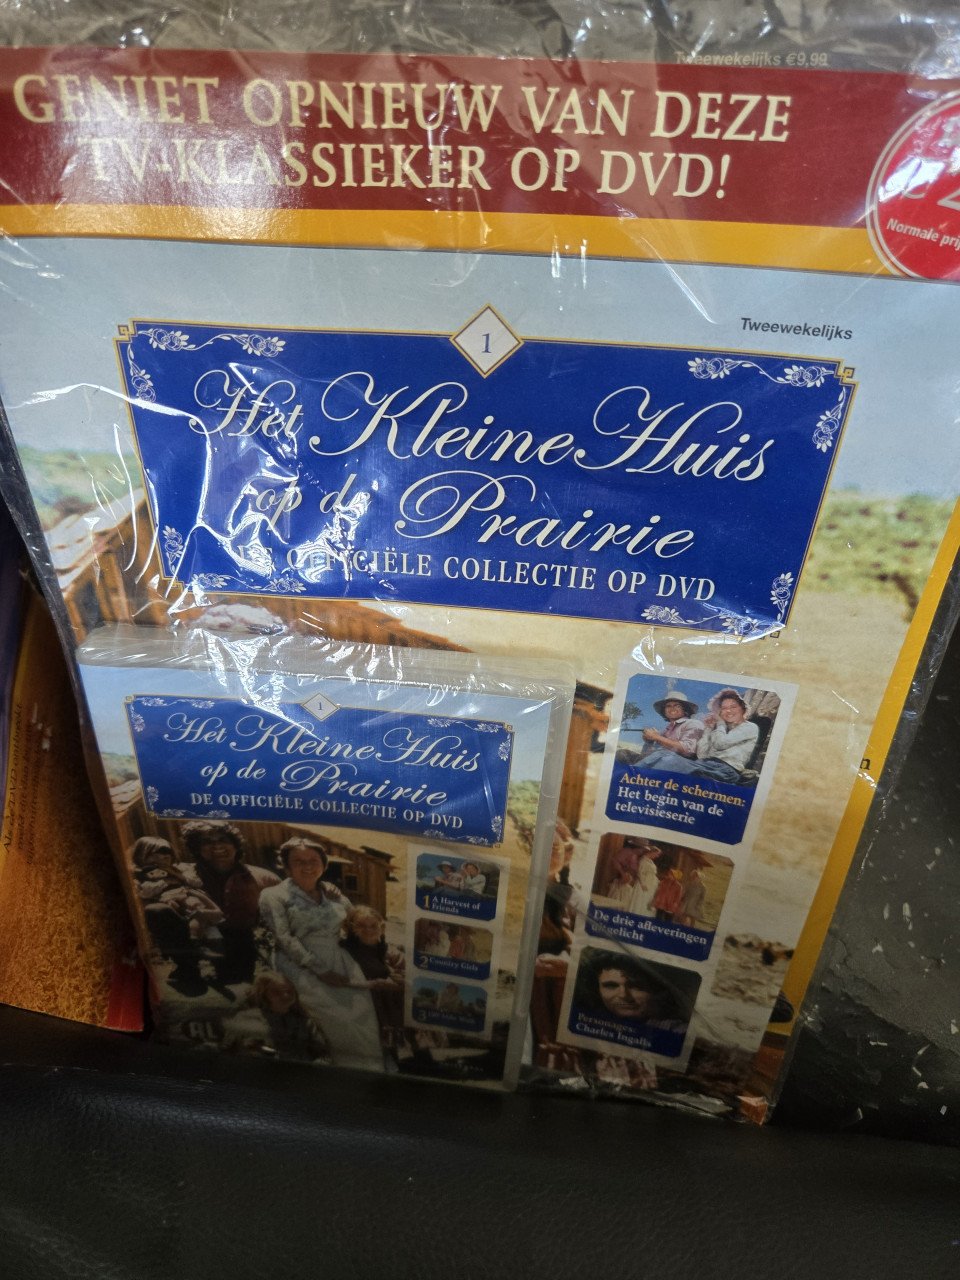 Tweewekelijks €9,99
GENIET OPNIEUW VAN DEZE
TV-KLASSIEKER OP DVD!
Normale
Tweewekelijks
1
Het Kleine Huis
op de Prairie
DE OFFICIËLE COLLECTIE OP DVD
1
Het Kleine Huis
op de Prairie
DE OFFICIËLE COLLECTIE OP DVD
1 A Harvest of
Friends
2 Country Girls
3
Achter de schermen:
Het begin van de
televisieserie
De drie afleveringen
uitgelicht
Personages:
Charles Ingalls